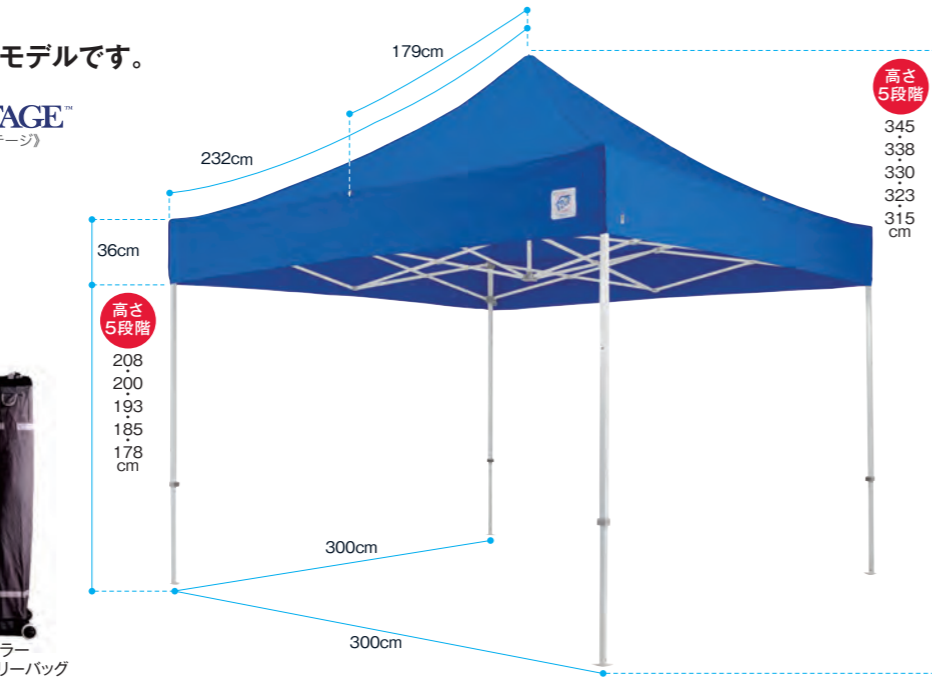 モデルです。
TAGE™
テージ》
179cm
232cm
36cm
高さ
5段階
208
・
200
・
193
・
185
・
178
cm
高さ
5段階
345
・
338
・
330
・
323
・
315
cm
300cm
300cm
ラー
リーバッグ